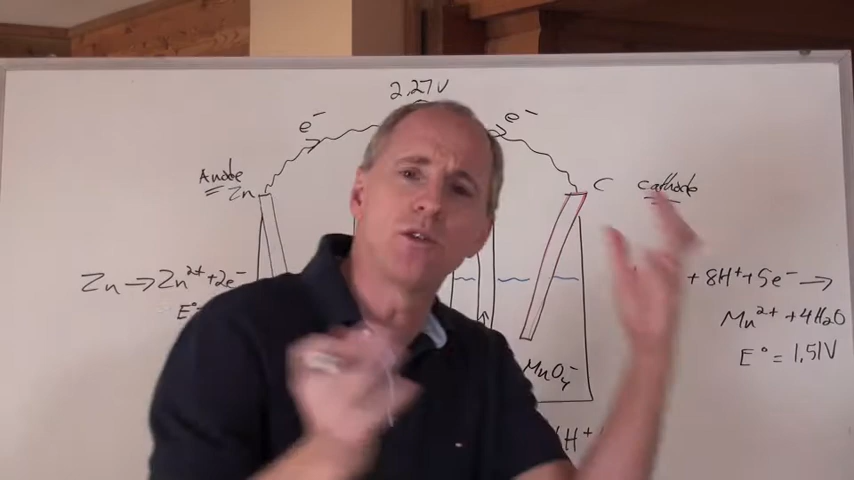 2.27V
e⁻
e⁻
Anode
Zn
C
Cathode
Zn → Zn²⁺ + 2e⁻
E°
+ 8H⁺ + 5e⁻ →
Mn²⁺ + 4H₂O
E° = 1.51V
MnO₄⁻
H⁺